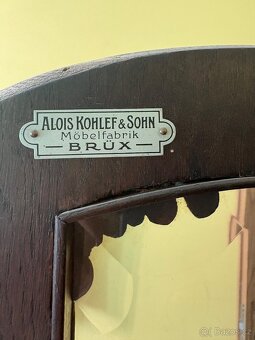 ALOIS KOHLEF & SOHN
Möbelfabrik
— BRÜX —